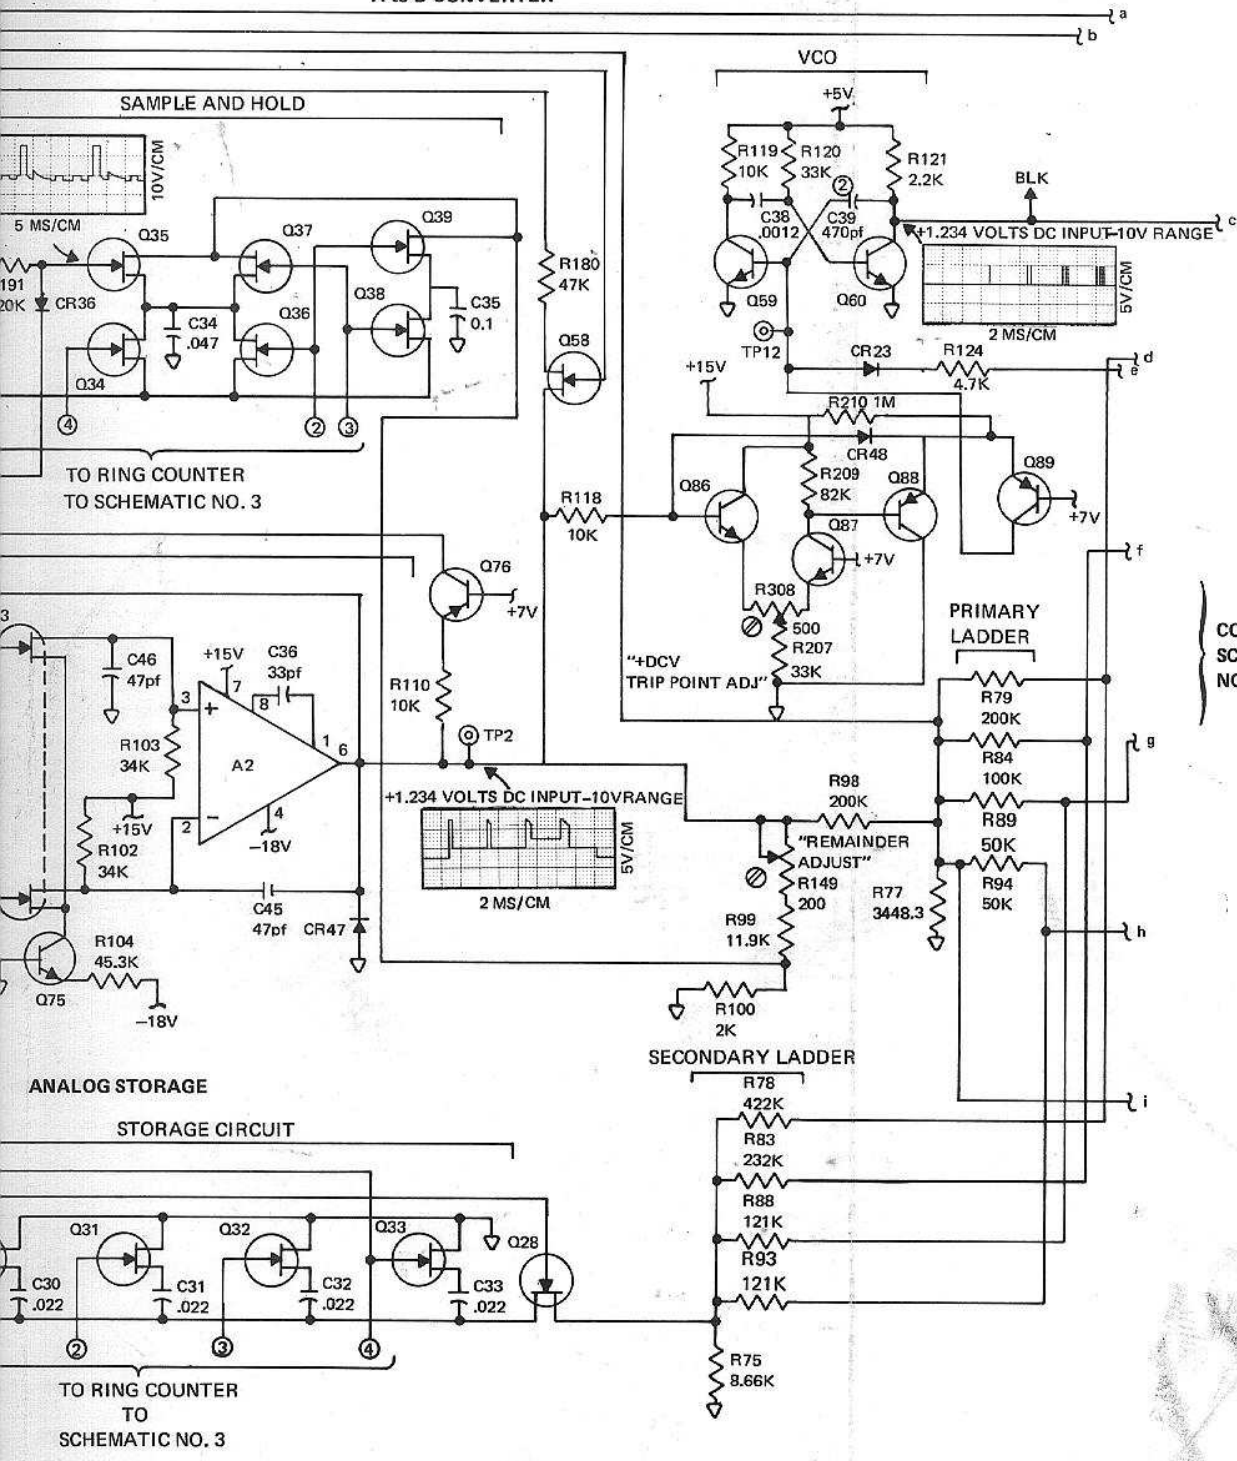 a
b
VCO
+5V
SAMPLE AND HOLD
10V/CM
5 MS/CM
R119
10K
R120
33K
R121
2.2K
BLK
C38
.0012
②
C39
470pf
c
+1.234 VOLTS DC INPUT-10V RANGE
5V/CM
2 MS/CM
Q59
Q60
TP12
Q35
Q37
Q39
CR36
C34
.047
Q36
Q38
C35
0.1
Q34
④
②
③
R180
47K
Q58
CR23
R124
4.7K
d
e
+15V
R210 1M
CR48
TO RING COUNTER
TO SCHEMATIC NO. 3
R118
10K
Q86
R209
82K
Q88
Q89
+7V
Q87
+7V
f
Q76
+7V
R308
500
R207
33K
"+DCV
TRIP POINT ADJ"
PRIMARY
LADDER
3
C46
47pf
+15V
7
C36
33pf
8
3
+
R103
34K
A2
1
6
R110
10K
TP2
R79
200K
R84
100K
g
+15V
2
−
4
−18V
R102
34K
+1.234 VOLTS DC INPUT-10VRANGE
5V/CM
2 MS/CM
R98
200K
R89
50K
"REMAINDER
ADJUST"
R149
200
R77
3448.3
R94
50K
C45
47pf
CR47
R99
11.9K
h
R104
45.3K
Q75
−18V
R100
2K
SECONDARY LADDER
ANALOG STORAGE
R78
422K
i
STORAGE CIRCUIT
R83
232K
R88
121K
R93
121K
Q31
Q32
Q33
Q28
C30
.022
C31
.022
C32
.022
C33
.022
②
③
④
R75
8.66K
TO RING COUNTER
TO
SCHEMATIC NO. 3